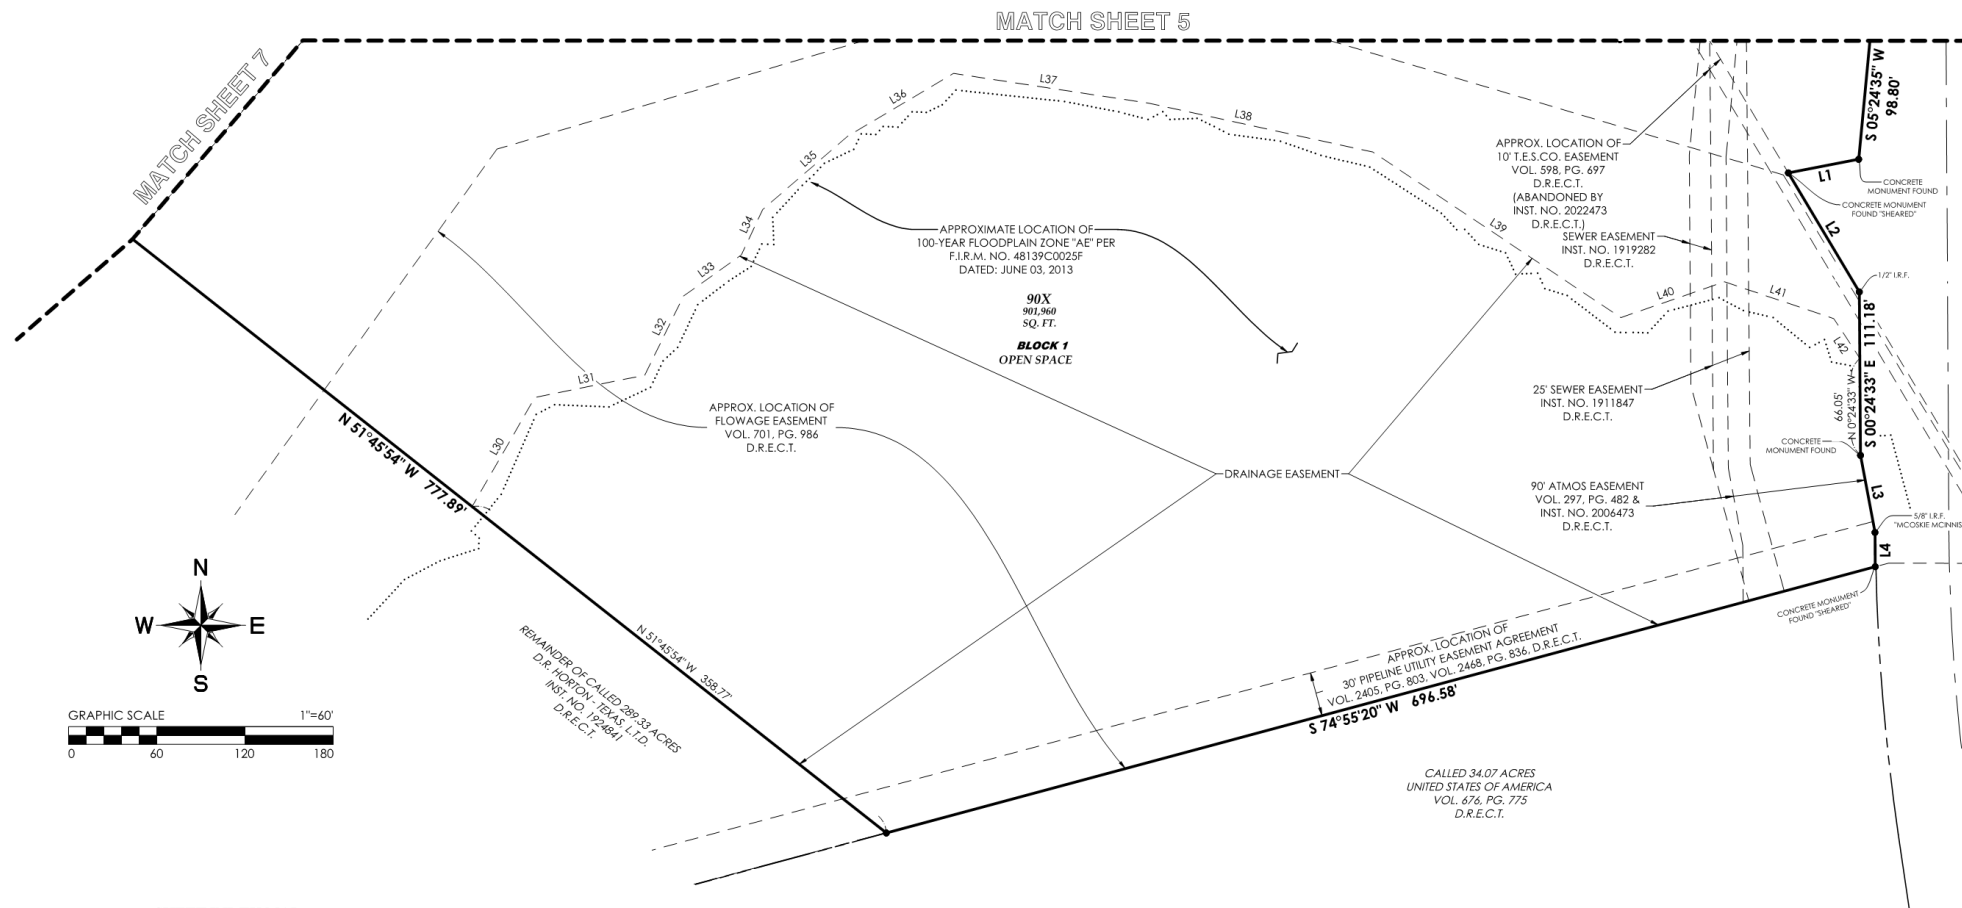 MATCH SHEET 5
MATCH SHEET 7
S 05°24'35" W
98.80'
L37
L36
L38
L35
L34
L33
L32
L31
L30
L39
L40
L41
L42
L1
L2
L3
L4
APPROX. LOCATION OF
10' T.E.S.CO. EASEMENT
VOL. 598, PG. 697
D.R.E.C.T.
(ABANDONED BY
INST. NO. 2022473
D.R.E.C.T.)
SEWER EASEMENT
INST. NO. 1919282
D.R.E.C.T.
CONCRETE
MONUMENT FOUND
CONCRETE MONUMENT
FOUND "SHEARED"
1/2" I.R.F.
APPROXIMATE LOCATION OF
100-YEAR FLOODPLAIN ZONE "AE" PER
F.I.R.M. NO. 48139C0025F
DATED: JUNE 03, 2013
90X
901,960
SQ. FT.
BLOCK 1
OPEN SPACE
S 00°24'33" E 111.18'
N 0°24'33" W
66.05'
25' SEWER EASEMENT
INST. NO. 1911847
D.R.E.C.T.
APPROX. LOCATION OF
FLOWAGE EASEMENT
VOL. 701, PG. 986
D.R.E.C.T.
N 51°45'54" W 777.89'
CONCRETE
MONUMENT FOUND
DRAINAGE EASEMENT
90' ATMOS EASEMENT
VOL. 297, PG. 482 &
INST. NO. 2006473
D.R.E.C.T.
5/8" I.R.F.
"MCOSKIE MCINNIS
CONCRETE MONUMENT
FOUND "SHEARED"
N
W
E
S
N 51°45'54" W 358.77'
REMAINDER OF CALLED 289.33 ACRES
D.R. HORTON - TEXAS, L.T.D.
INST. NO. 1924841
D.R.E.C.T.
APPROX. LOCATION OF
30' PIPELINE UTILITY EASEMENT AGREEMENT
VOL. 2405, PG. 803, VOL. 2468, PG. 836, D.R.E.C.T.
S 74°55'20" W 696.58'
GRAPHIC SCALE 1"=60'
0 60 120 180
CALLED 34.07 ACRES
UNITED STATES OF AMERICA
VOL. 676, PG. 775
D.R.E.C.T.